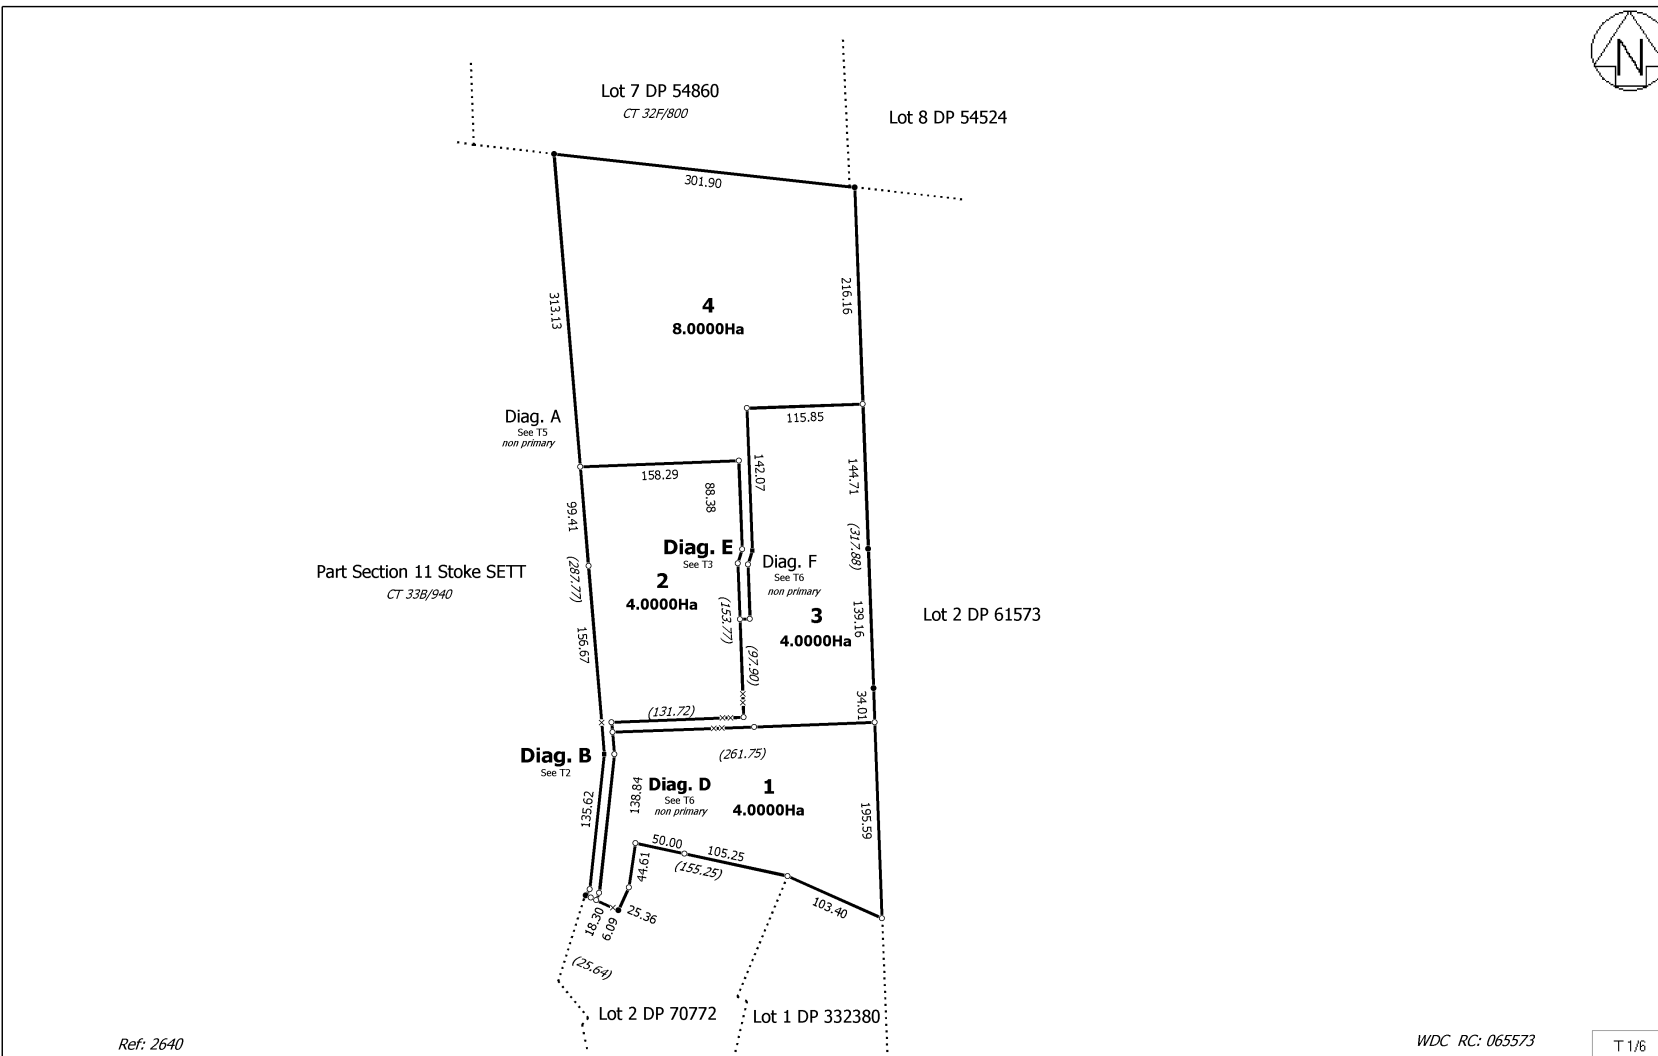 N
Lot 7 DP 54860
CT 32F/800
Lot 8 DP 54524
301.90
313.13
216.16
4
8.0000Ha
Diag. A
See T5
non primary
115.85
158.29
88.38
142.07
144.71
99.41
(317.88)
Diag. E
See T3
Diag. F
See T6
non primary
Part Section 11 Stoke SETT
CT 33B/940
(287.77)
2
4.0000Ha
(153.77)
3
4.0000Ha
139.16
Lot 2 DP 61573
156.67
(97.90)
34.01
(131.72)
(261.75)
Diag. B
See T2
138.84
Diag. D
See T6
non primary
1
4.0000Ha
135.62
195.59
50.00
105.25
(155.25)
44.61
103.40
18.30
6.09
25.36
(25.64)
Lot 2 DP 70772
Lot 1 DP 332380
Ref: 2640
WDC RC: 065573
T 1/6